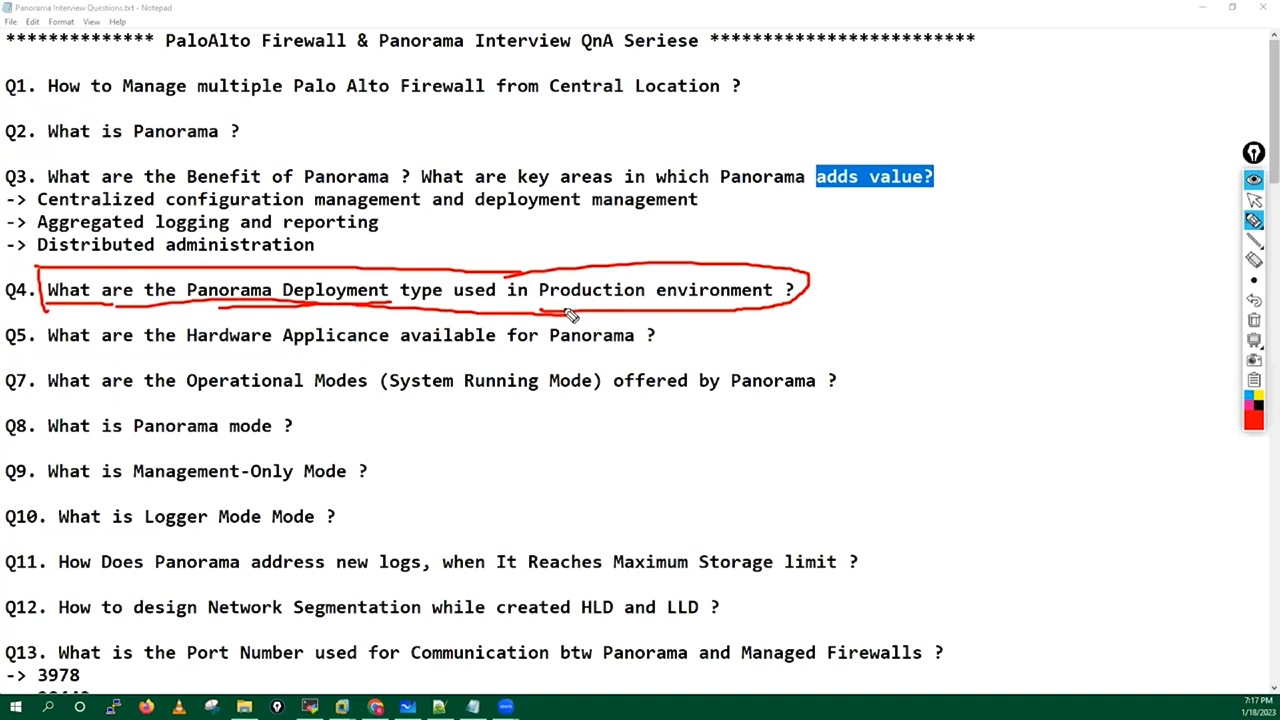 Panorama Interview Questions.txt - Notepad
File Edit Format View Help
************** PaloAlto Firewall & Panorama Interview QnA Seriese *************************
Q1. How to Manage multiple Palo Alto Firewall from Central Location ?
Q2. What is Panorama ?
Q3. What are the Benefit of Panorama ? What are key areas in which Panorama adds value?
-> Centralized configuration management and deployment management
-> Aggregated logging and reporting
-> Distributed administration
Q4. What are the Panorama Deployment type used in Production environment ?
Q5. What are the Hardware Applicance available for Panorama ?
Q7. What are the Operational Modes (System Running Mode) offered by Panorama ?
Q8. What is Panorama mode ?
Q9. What is Management-Only Mode ?
Q10. What is Logger Mode Mode ?
Q11. How Does Panorama address new logs, when It Reaches Maximum Storage limit ?
Q12. How to design Network Segmentation while created HLD and LLD ?
Q13. What is the Port Number used for Communication btw Panorama and Managed Firewalls ?
-> 3978
7:17 PM
1/18/2023